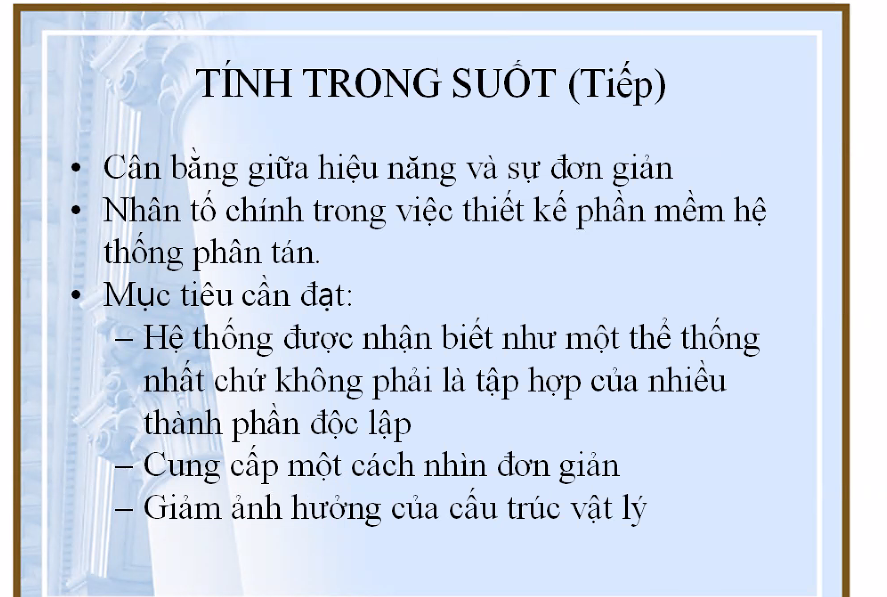 TÍNH TRONG SUỐT (Tiếp)
• Cân bằng giữa hiệu năng và sự đơn giản
• Nhân tố chính trong việc thiết kế phần mềm hệ
thống phân tán.
• Mục tiêu cần đạt:
– Hệ thống được nhận biết như một thể thống
nhất chứ không phải là tập hợp của nhiều
thành phần độc lập
– Cung cấp một cách nhìn đơn giản
– Giảm ảnh hưởng của cấu trúc vật lý